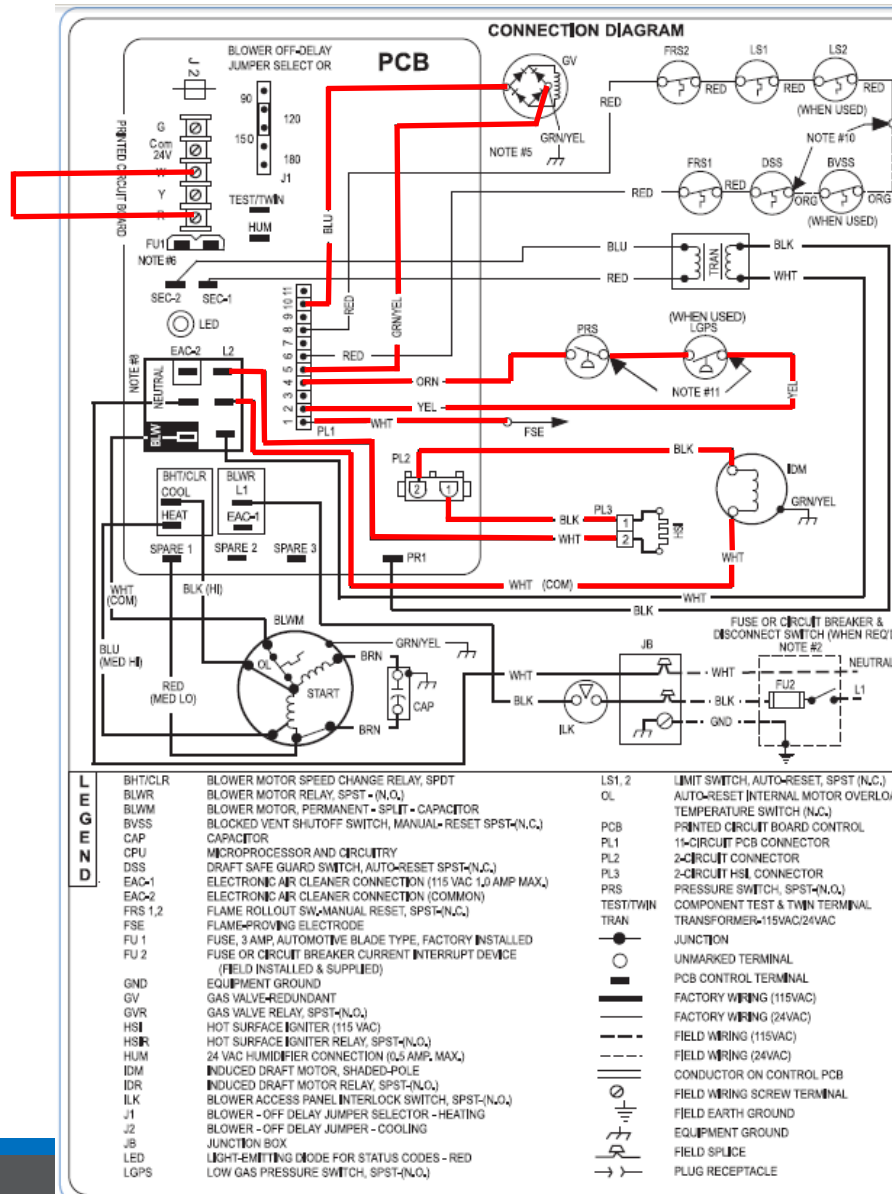 CONNECTION DIAGRAM
BLOWER OFF-DELAY
JUMPER SELECT OR
PCB
J 2
90
120
150
180
J1
PRINTED CIRCUIT BOARD
G
Com
24V
W
Y
R
TEST/TWIN
HUM
FU1
NOTE #6
SEC-2
SEC-1
LED
GV
GRN/YEL
NOTE #5
FRS2
LS1
LS2
RED
RED
RED
RED
(WHEN USED)
NOTE #10
FRS1
DSS
BVSS
RED
RED
ORG
ORG
(WHEN USED)
BLU
RED
TRAN
BLK
WHT
BLU
RED
GRN/YEL
11
10
9
8
7
6
5
4
3
2
1
RED
PL1
(WHEN USED)
PRS
LGPS
NOTE #11
ORN
YEL
YEL
WHT
FSE
NOTE #8
EAC-2
L2
NEUTRAL
BLW
BHT/CLR
COOL
HEAT
BLWR
L1
EAC-1
SPARE 1
SPARE 2
SPARE 3
PR1
PL2
2
1
BLK
IDM
GRN/YEL
PL3
BLK
1
WHT
2
HSI
WHT
WHT (COM)
WHT
BLK
WHT
(COM)
BLK (HI)
BLU
(MED HI)
RED
(MED LO)
BLWM
OL
START
GRN/YEL
BRN
CAP
BRN
FUSE OR CIRCUIT BREAKER &
DISCONNECT SWITCH (WHEN REQ'D
NOTE #2
JB
WHT
WHT
NEUTRAL
BLK
ILK
BLK
FU2
L1
GND
LEGEND
BHT/CLR BLOWER MOTOR SPEED CHANGE RELAY, SPDT
BLWR BLOWER MOTOR RELAY, SPST-(N.O.)
BLWM BLOWER MOTOR, PERMANENT-SPLIT-CAPACITOR
BVSS BLOCKED VENT SHUTOFF SWITCH, MANUAL-RESET SPST-(N.C.)
CAP CAPACITOR
CPU MICROPROCESSOR AND CIRCUITRY
DSS DRAFT SAFE GUARD SWITCH, AUTO-RESET SPST-(N.C.)
EAC-1 ELECTRONIC AIR CLEANER CONNECTION (115 VAC 1.0 AMP MAX.)
EAC-2 ELECTRONIC AIR CLEANER CONNECTION (COMMON)
FRS 1,2 FLAME ROLLOUT SW.-MANUAL RESET, SPST-(N.C.)
FSE FLAME-PROVING ELECTRODE
FU 1 FUSE, 3 AMP, AUTOMOTIVE BLADE TYPE, FACTORY INSTALLED
FU 2 FUSE OR CIRCUIT BREAKER CURRENT INTERRUPT DEVICE
(FIELD INSTALLED & SUPPLIED)
GND EQUIPMENT GROUND
GV GAS VALVE-REDUNDANT
GVR GAS VALVE RELAY, SPST-(N.O.)
HSI HOT SURFACE IGNITER (115 VAC)
HSIR HOT SURFACE IGNITER RELAY, SPST-(N.O.)
HUM 24 VAC HUMIDIFIER CONNECTION (0.5 AMP. MAX.)
IDM INDUCED DRAFT MOTOR, SHADED-POLE
IDR INDUCED DRAFT MOTOR RELAY, SPST-(N.O.)
ILK BLOWER ACCESS PANEL INTERLOCK SWITCH, SPST-(N.O.)
J1 BLOWER - OFF DELAY JUMPER SELECTOR - HEATING
J2 BLOWER - OFF DELAY JUMPER - COOLING
JB JUNCTION BOX
LED LIGHT-EMITTING DIODE FOR STATUS CODES - RED
LGPS LOW GAS PRESSURE SWITCH, SPST-(N.O.)
LS1, 2 LIMIT SWITCH, AUTO-RESET, SPST (N.C.)
OL AUTO-RESET INTERNAL MOTOR OVERLOA
TEMPERATURE SWITCH (N.C.)
PCB PRINTED CIRCUIT BOARD CONTROL
PL1 11-CIRCUIT PCB CONNECTOR
PL2 2-CIRCUIT CONNECTOR
PL3 2-CIRCUIT HSI, CONNECTOR
PRS PRESSURE SWITCH, SPST-(N.O.)
TEST/TWIN COMPONENT TEST & TWIN TERMINAL
TRAN TRANSFORMER-115VAC/24VAC
JUNCTION
UNMARKED TERMINAL
PCB CONTROL TERMINAL
FACTORY WIRING (115VAC)
FACTORY WIRING (24VAC)
FIELD WIRING (115VAC)
FIELD WIRING (24VAC)
CONDUCTOR ON CONTROL PCB
FIELD WIRING SCREW TERMINAL
FIELD EARTH GROUND
EQUIPMENT GROUND
FIELD SPLICE
PLUG RECEPTACLE